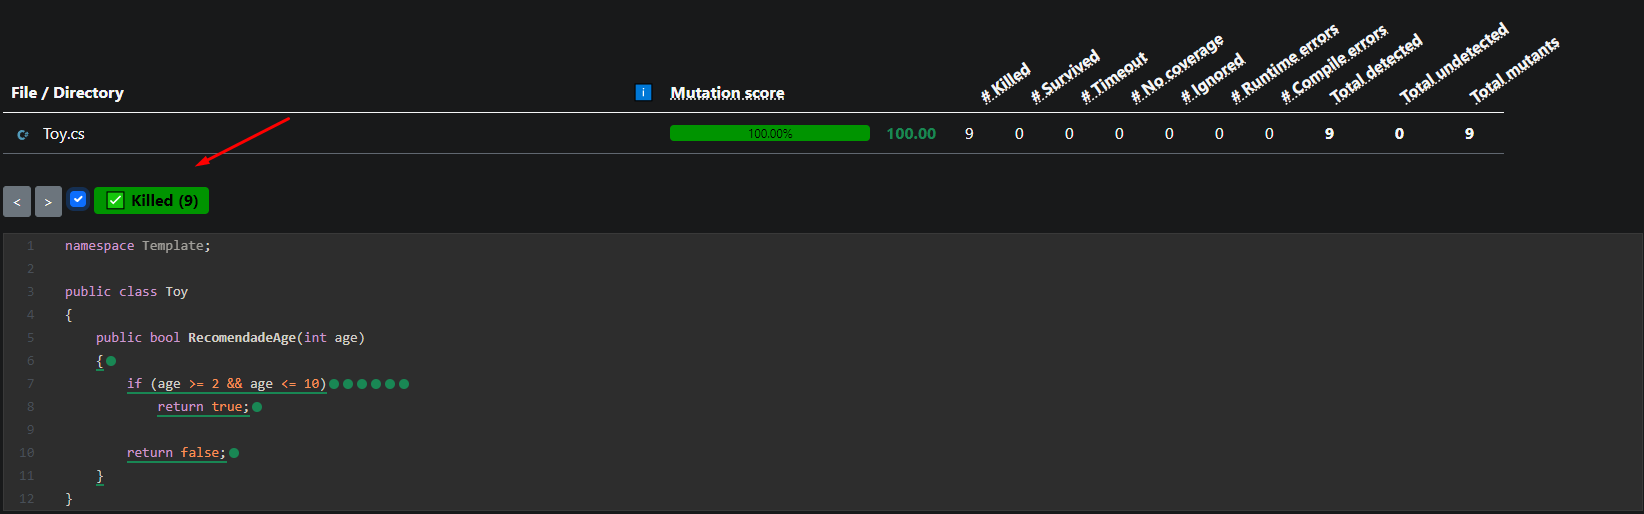 File / Directory i Mutation score # Killed # Survived # Timeout # No coverage # Ignored # Runtime errors # Compile errors Total detected Total undetected Total mutants
C# Toy.cs 100.00% 100.00 9 0 0 0 0 0 0 9 0 9
< > ✅ Killed (9)
1 namespace Template;
2
3 public class Toy
4 {
5 public bool RecomendadeAge(int age)
6 {
7 if (age >= 2 && age <= 10)
8 return true;
9
10 return false;
11 }
12 }